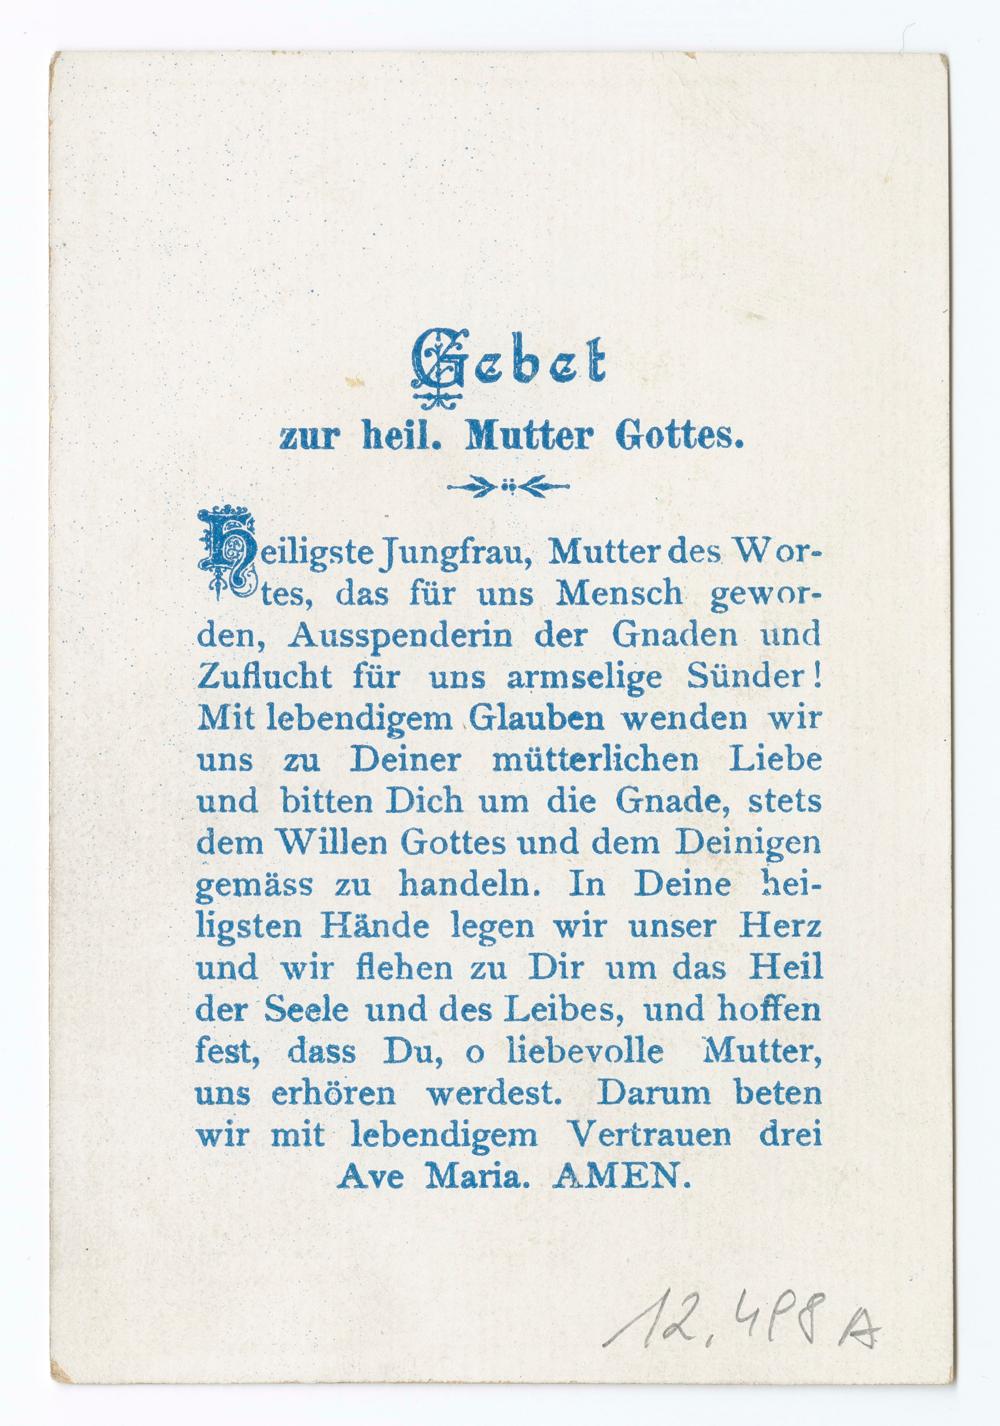 Gebet
zur heil. Mutter Gottes.
Heiligste Jungfrau, Mutter des Wor-
tes, das für uns Mensch gewor-
den, Ausspenderin der Gnaden und
Zuflucht für uns armselige Sünder!
Mit lebendigem Glauben wenden wir
uns zu Deiner mütterlichen Liebe
und bitten Dich um die Gnade, stets
dem Willen Gottes und dem Deinigen
gemäss zu handeln. In Deine hei-
ligsten Hände legen wir unser Herz
und wir flehen zu Dir um das Heil
der Seele und des Leibes, und hoffen
fest, dass Du, o liebevolle Mutter,
uns erhören werdest. Darum beten
wir mit lebendigem Vertrauen drei
Ave Maria. AMEN.
12.498 A